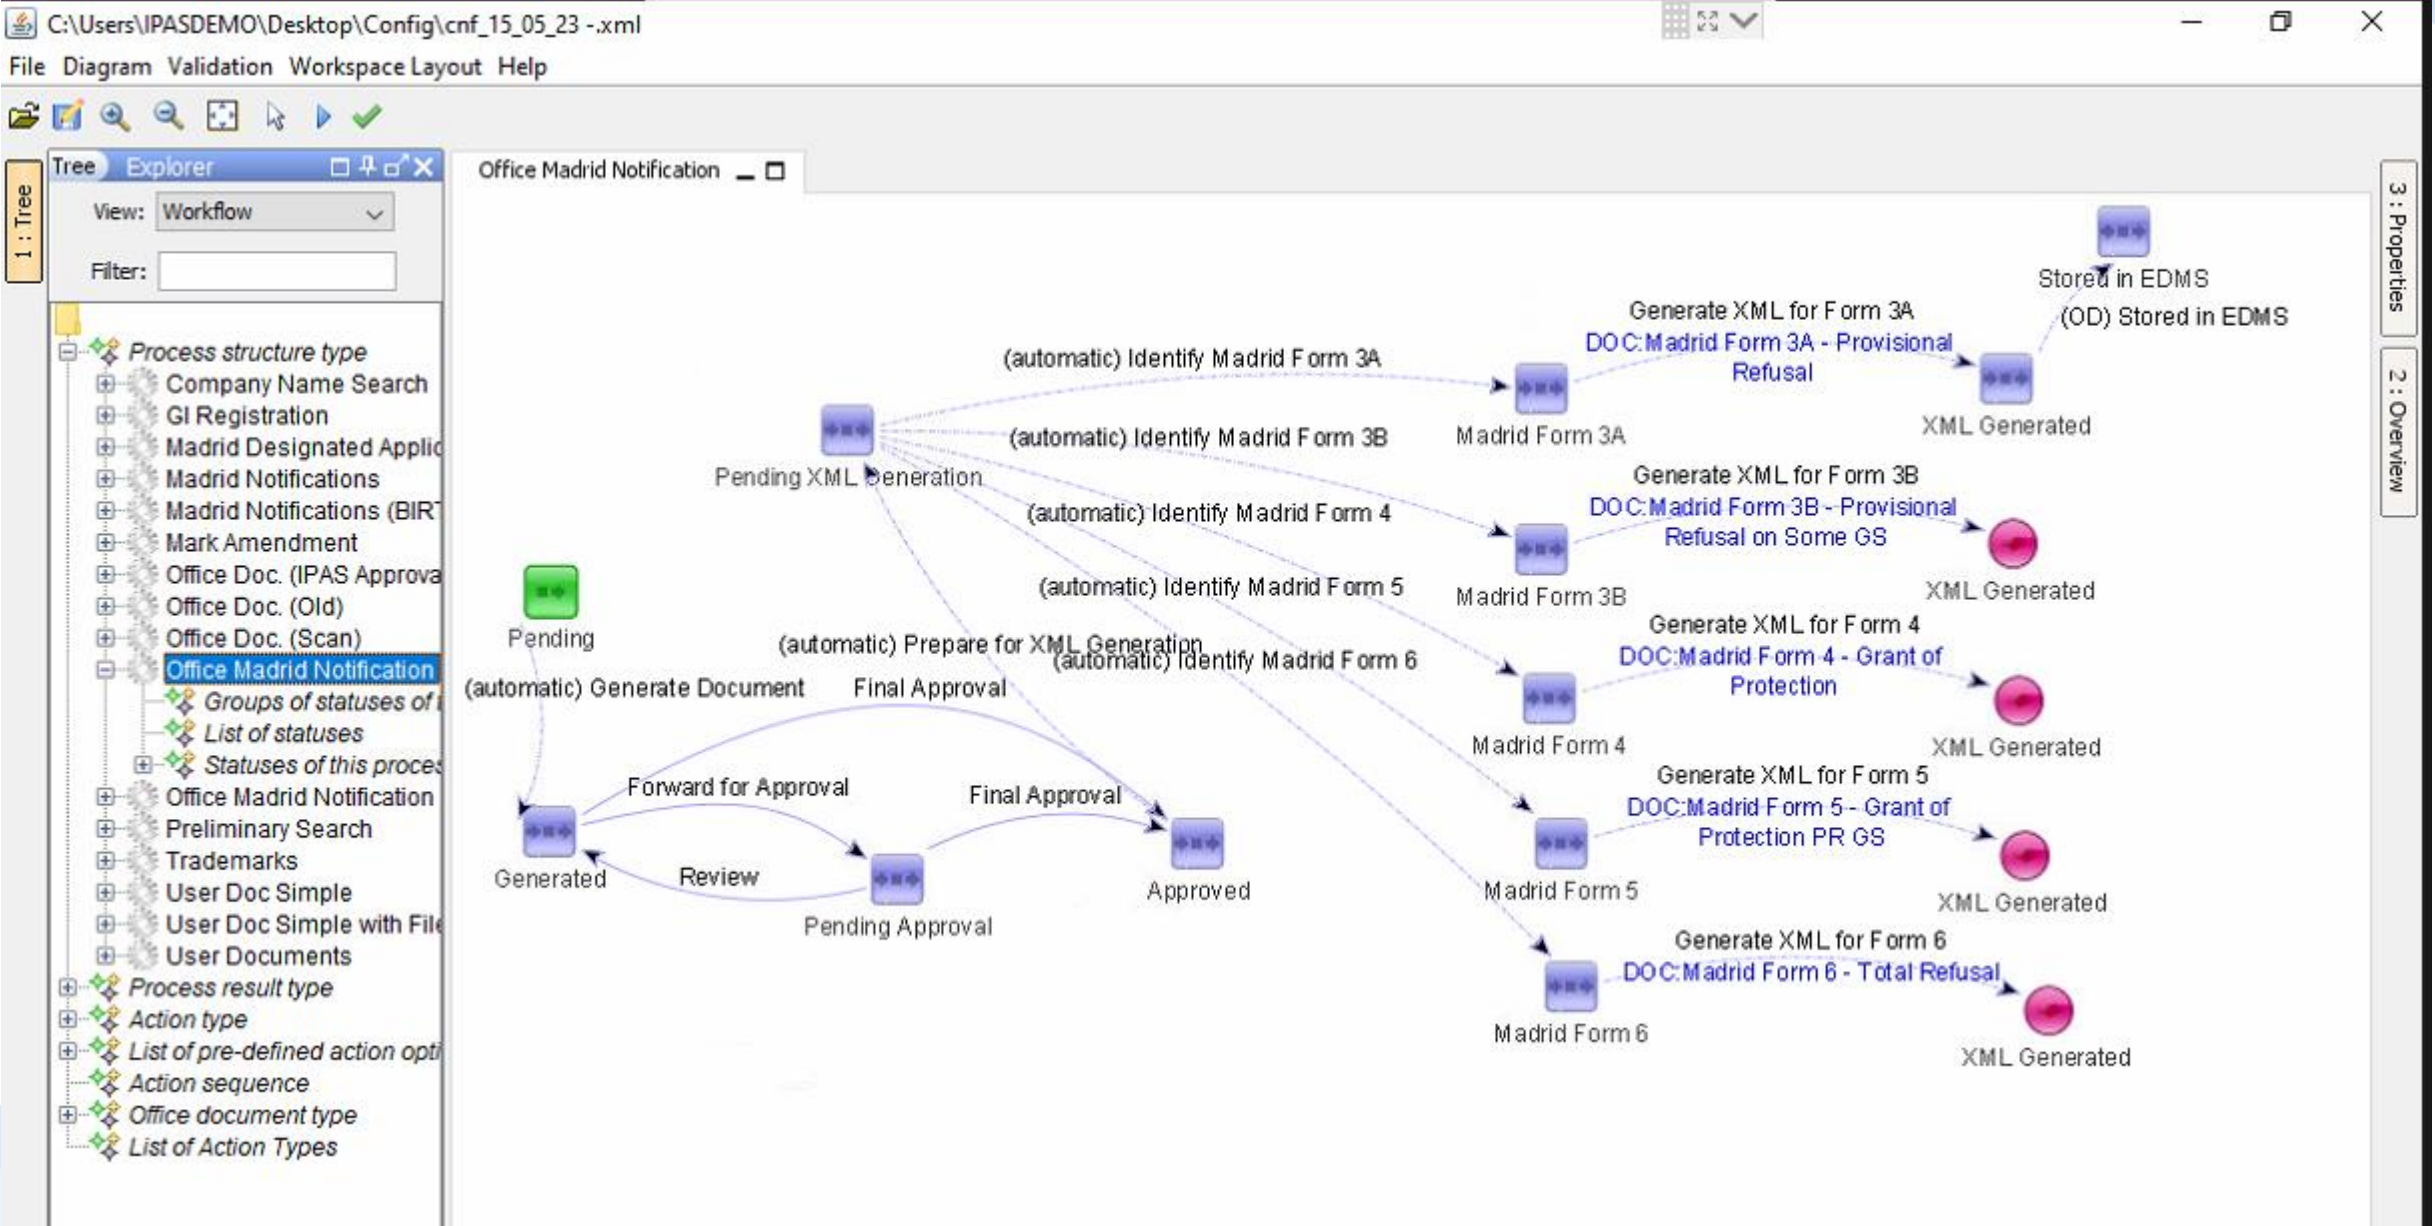 C:\Users\IPASDEMO\Desktop\Config\cnf_15_05_23 -.xml
File Diagram Validation Workspace Layout Help
1 : Tree
Tree Explorer
View: Workflow
Filter:
Process structure type
Company Name Search
GI Registration
Madrid Designated Applic
Madrid Notifications
Madrid Notifications (BIRT
Mark Amendment
Office Doc. (IPAS Approva
Office Doc. (Old)
Office Doc. (Scan)
Office Madrid Notification
Groups of statuses of
List of statuses
Statuses of this proces
Office Madrid Notification
Preliminary Search
Trademarks
User Doc Simple
User Doc Simple with File
User Documents
Process result type
Action type
List of pre-defined action opti
Action sequence
Office document type
List of Action Types
Office Madrid Notification
Stored in EDMS
(OD) Stored in EDMS
Generate XML for Form 3A
DOC:Madrid Form 3A - Provisional
Refusal
(automatic) Identify Madrid Form 3A
Madrid Form 3A
XML Generated
(automatic) Identify Madrid Form 3B
Pending XML Generation
Generate XML for Form 3B
DOC:Madrid Form 3B - Provisional
Refusal on Some GS
(automatic) Identify Madrid Form 4
Madrid Form 3B
XML Generated
(automatic) Identify Madrid Form 5
Generate XML for Form 4
DOC:Madrid Form 4 - Grant of
Protection
Pending
(automatic) Prepare for XML Generation
(automatic) Identify Madrid Form 6
(automatic) Generate Document
Final Approval
Madrid Form 4
XML Generated
Generate XML for Form 5
DOC:Madrid Form 5 - Grant of
Protection PR GS
Forward for Approval
Final Approval
Generated
Review
Approved
Pending Approval
Madrid Form 5
XML Generated
Generate XML for Form 6
DOC:Madrid Form 6 - Total Refusal
Madrid Form 6
XML Generated
3 : Properties
2 : Overview